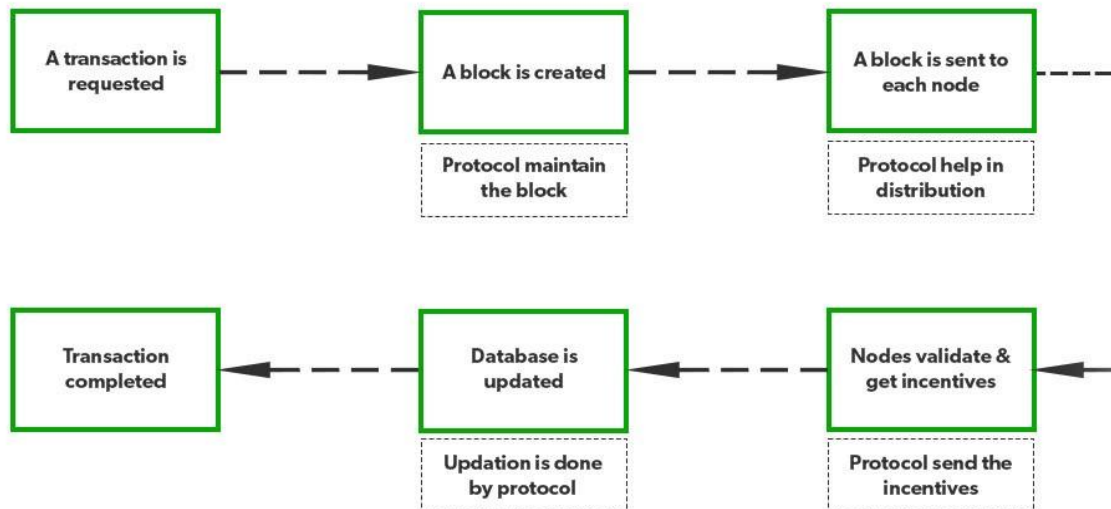 A transaction is
requested
A block is created
A block is sent to
each node
Protocol maintain
the block
Protocol help in
distribution
Transaction
completed
Database is
updated
Nodes validate &
get incentives
Updation is done
by protocol
Protocol send the
incentives